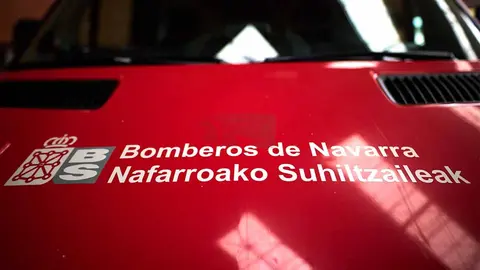 BS
Bomberos de Navarra
Nafarroako Suhiltzaileak